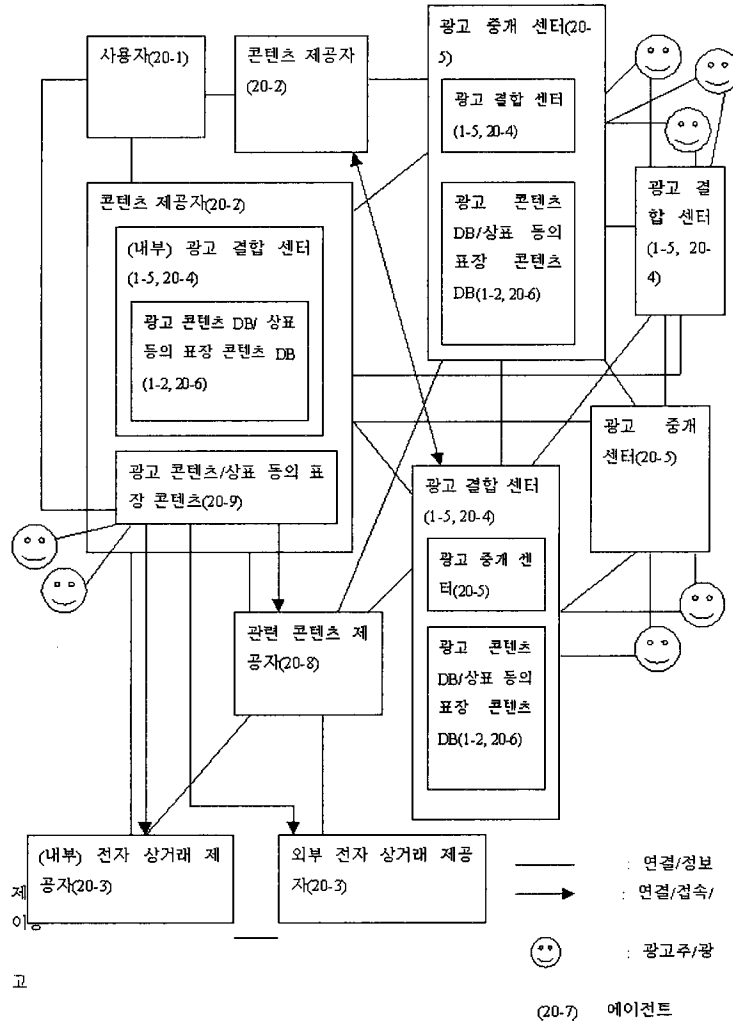 사용자(20-1)
콘텐츠 제공자
(20-2)
광고 중개 센터(20-
5)
광고 결합 센터
(1-5, 20-4)
광고 콘텐츠
DB/상표 등의
표장 콘텐츠
DB(1-2, 20-6)
광고 결
합 센터
(1-5, 20-
4)
콘텐츠 제공자(20-2)
(내부) 광고 결합 센터
(1-5, 20-4)
광고 콘텐츠 DB/ 상표
등의 표장 콘텐츠 DB
(1-2, 20-6)
광고 콘텐츠/상표 등의 표
장 콘텐츠(20-9)
광고 중개
센터(20-5)
광고 결합 센터
(1-5, 20-4)
광고 중개 센
터(20-5)
광고 콘텐츠
DB/상표 등의
표장 콘텐츠
DB(1-2, 20-6)
관련 콘텐츠 제
공자(20-8)
(내부) 전자 상거래 제
공자(20-3)
외부 전자 상거래 제공
자(20-3)
: 연결/정보
제
: 연결/접속/
이용
: 광고주/광
고
(20-7) 에이전트